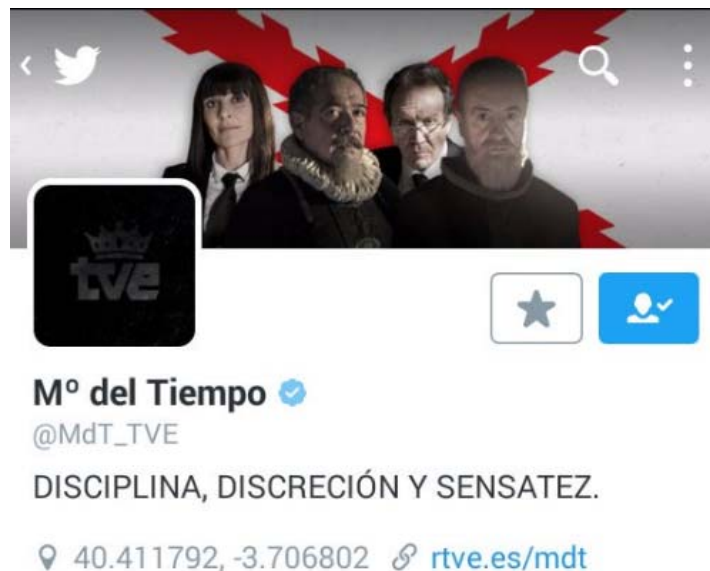 tve
Mº del Tiempo
@MdT_TVE
DISCIPLINA, DISCRECIÓN Y SENSATEZ.
40.411792, -3.706802 rtve.es/mdt